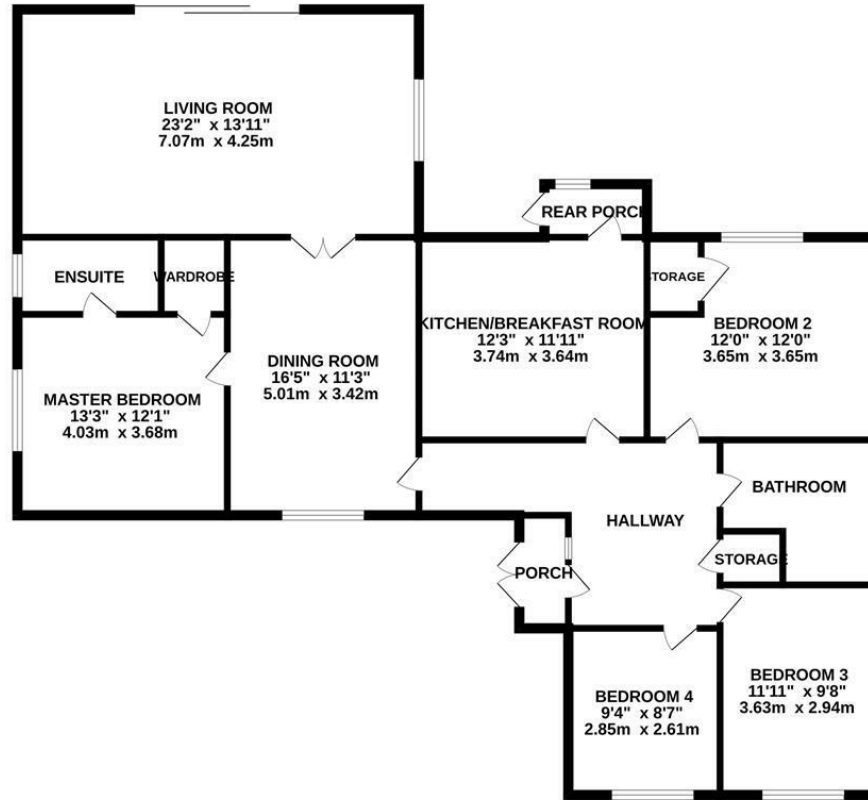 LIVING ROOM
23'2" x 13'11"
7.07m x 4.25m
REAR PORCH
ENSUITE
WARDROBE
STORAGE
KITCHEN/BREAKFAST ROOM
12'3" x 11'11"
3.74m x 3.64m
BEDROOM 2
12'0" x 12'0"
3.65m x 3.65m
DINING ROOM
16'5" x 11'3"
5.01m x 3.42m
MASTER BEDROOM
13'3" x 12'1"
4.03m x 3.68m
BATHROOM
HALLWAY
STORAGE
PORCH
BEDROOM 3
11'11" x 9'8"
3.63m x 2.94m
BEDROOM 4
9'4" x 8'7"
2.85m x 2.61m